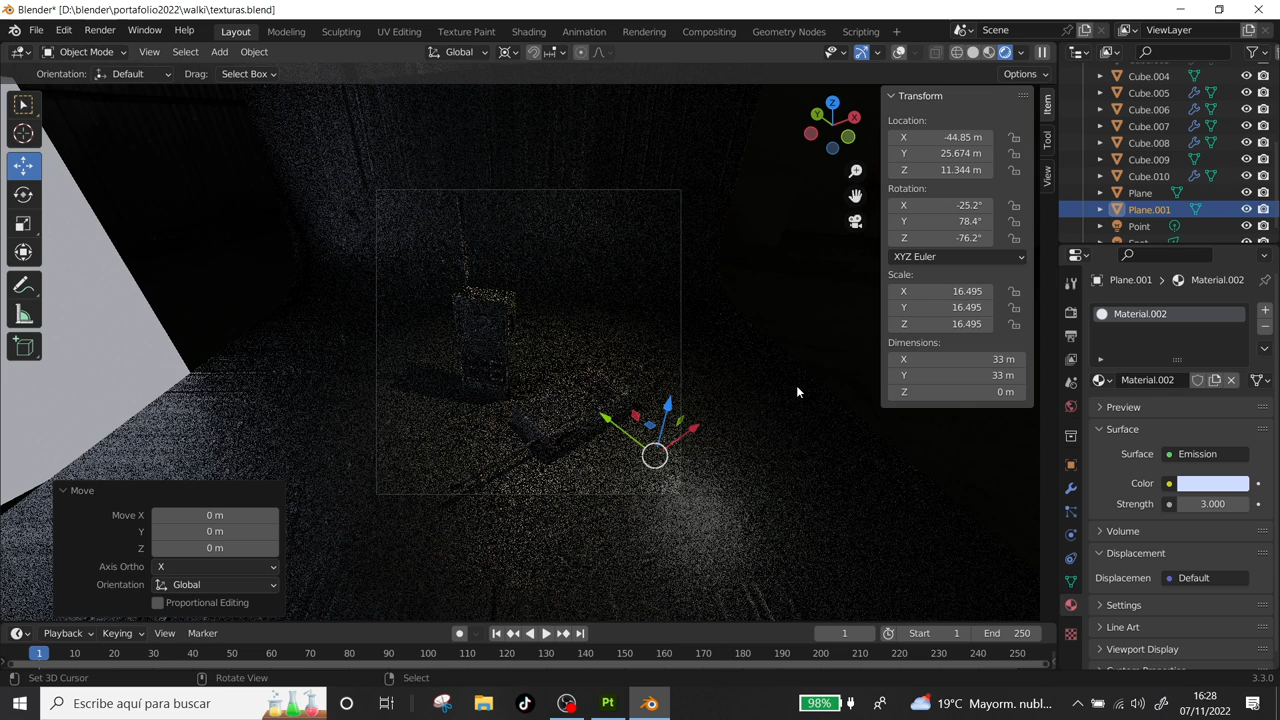 Blender* [D:\blender\portafolio2022\walki\texturas.blend]
File Edit Render Window Help Layout Modeling Sculpting UV Editing Texture Paint Shading Animation Rendering Compositing Geometry Nodes Scripting Scene ViewLayer
Object Mode View Select Add Object Global
Orientation: Default Drag: Select Box Options
Cube.004
Cube.005
Cube.006
Cube.007
Cube.008
Cube.009
Cube.010
Plane
Plane.001
Point
Transform
Location:
X -44.85 m
Y 25.674 m
Z 11.344 m
Rotation:
X -25.2°
Y 78.4°
Z -76.2°
XYZ Euler
Scale:
X 16.495
Y 16.495
Z 16.495
Dimensions:
X 33 m
Y 33 m
Z 0 m
Item
Tool
View
Z
Y
X
Plane.001 > Material.002
Material.002
Material.002
Preview
Surface
Surface Emission
Color
Strength 3.000
Volume
Displacement
Displacemen Default
Settings
Line Art
Viewport Display
Move
Move X 0 m
Y 0 m
Z 0 m
Axis Ortho X
Orientation Global
Proportional Editing
Playback Keying View Marker 1 Start 1 End 250
1 10 20 30 40 50 60 70 80 90 100 110 120 130 140 150 160 170 180 190 200 210 220 230 240 250
Set 3D Cursor Rotate View Select 3.3.0
Escribe aquí para buscar Pt 98% 19°C Mayorm. nubl... 16:28
07/11/2022